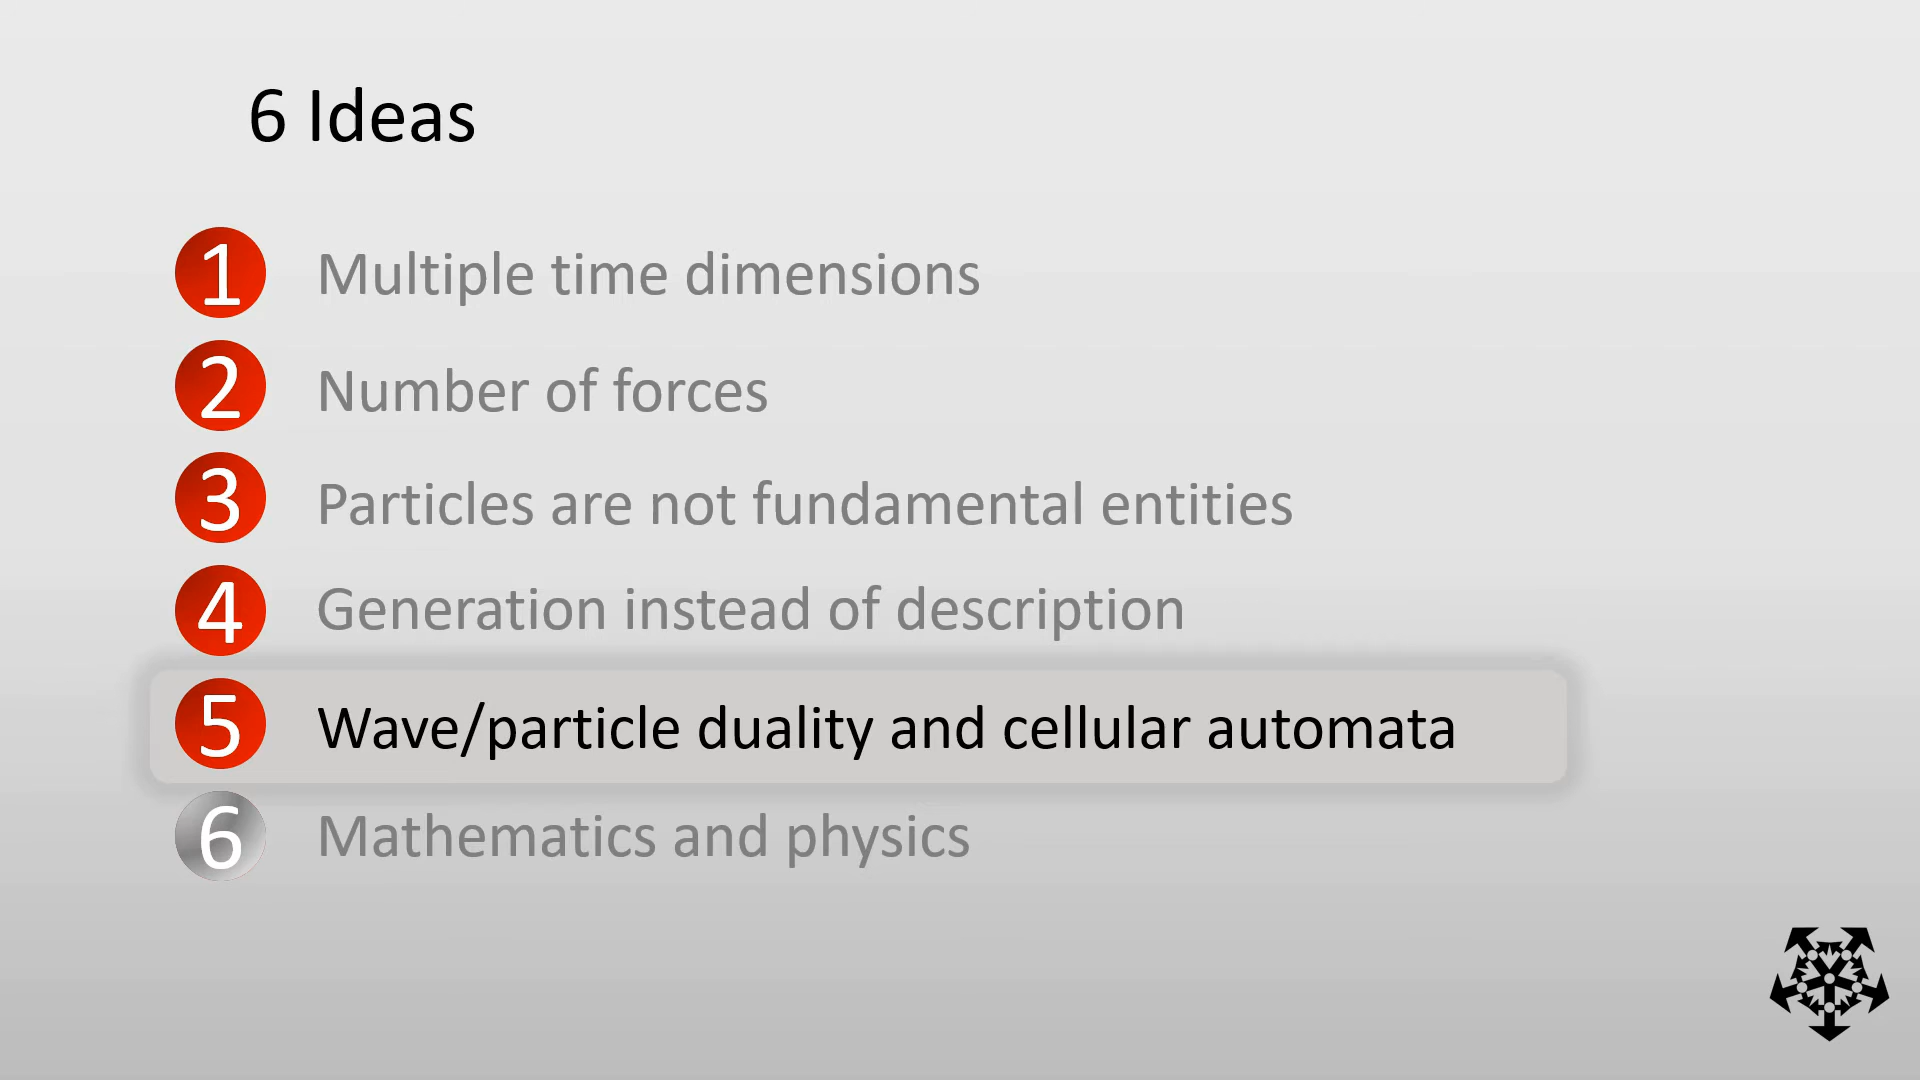 6 Ideas
1 Multiple time dimensions
2 Number of forces
3 Particles are not fundamental entities
4 Generation instead of description
5 Wave/particle duality and cellular automata
6 Mathematics and physics